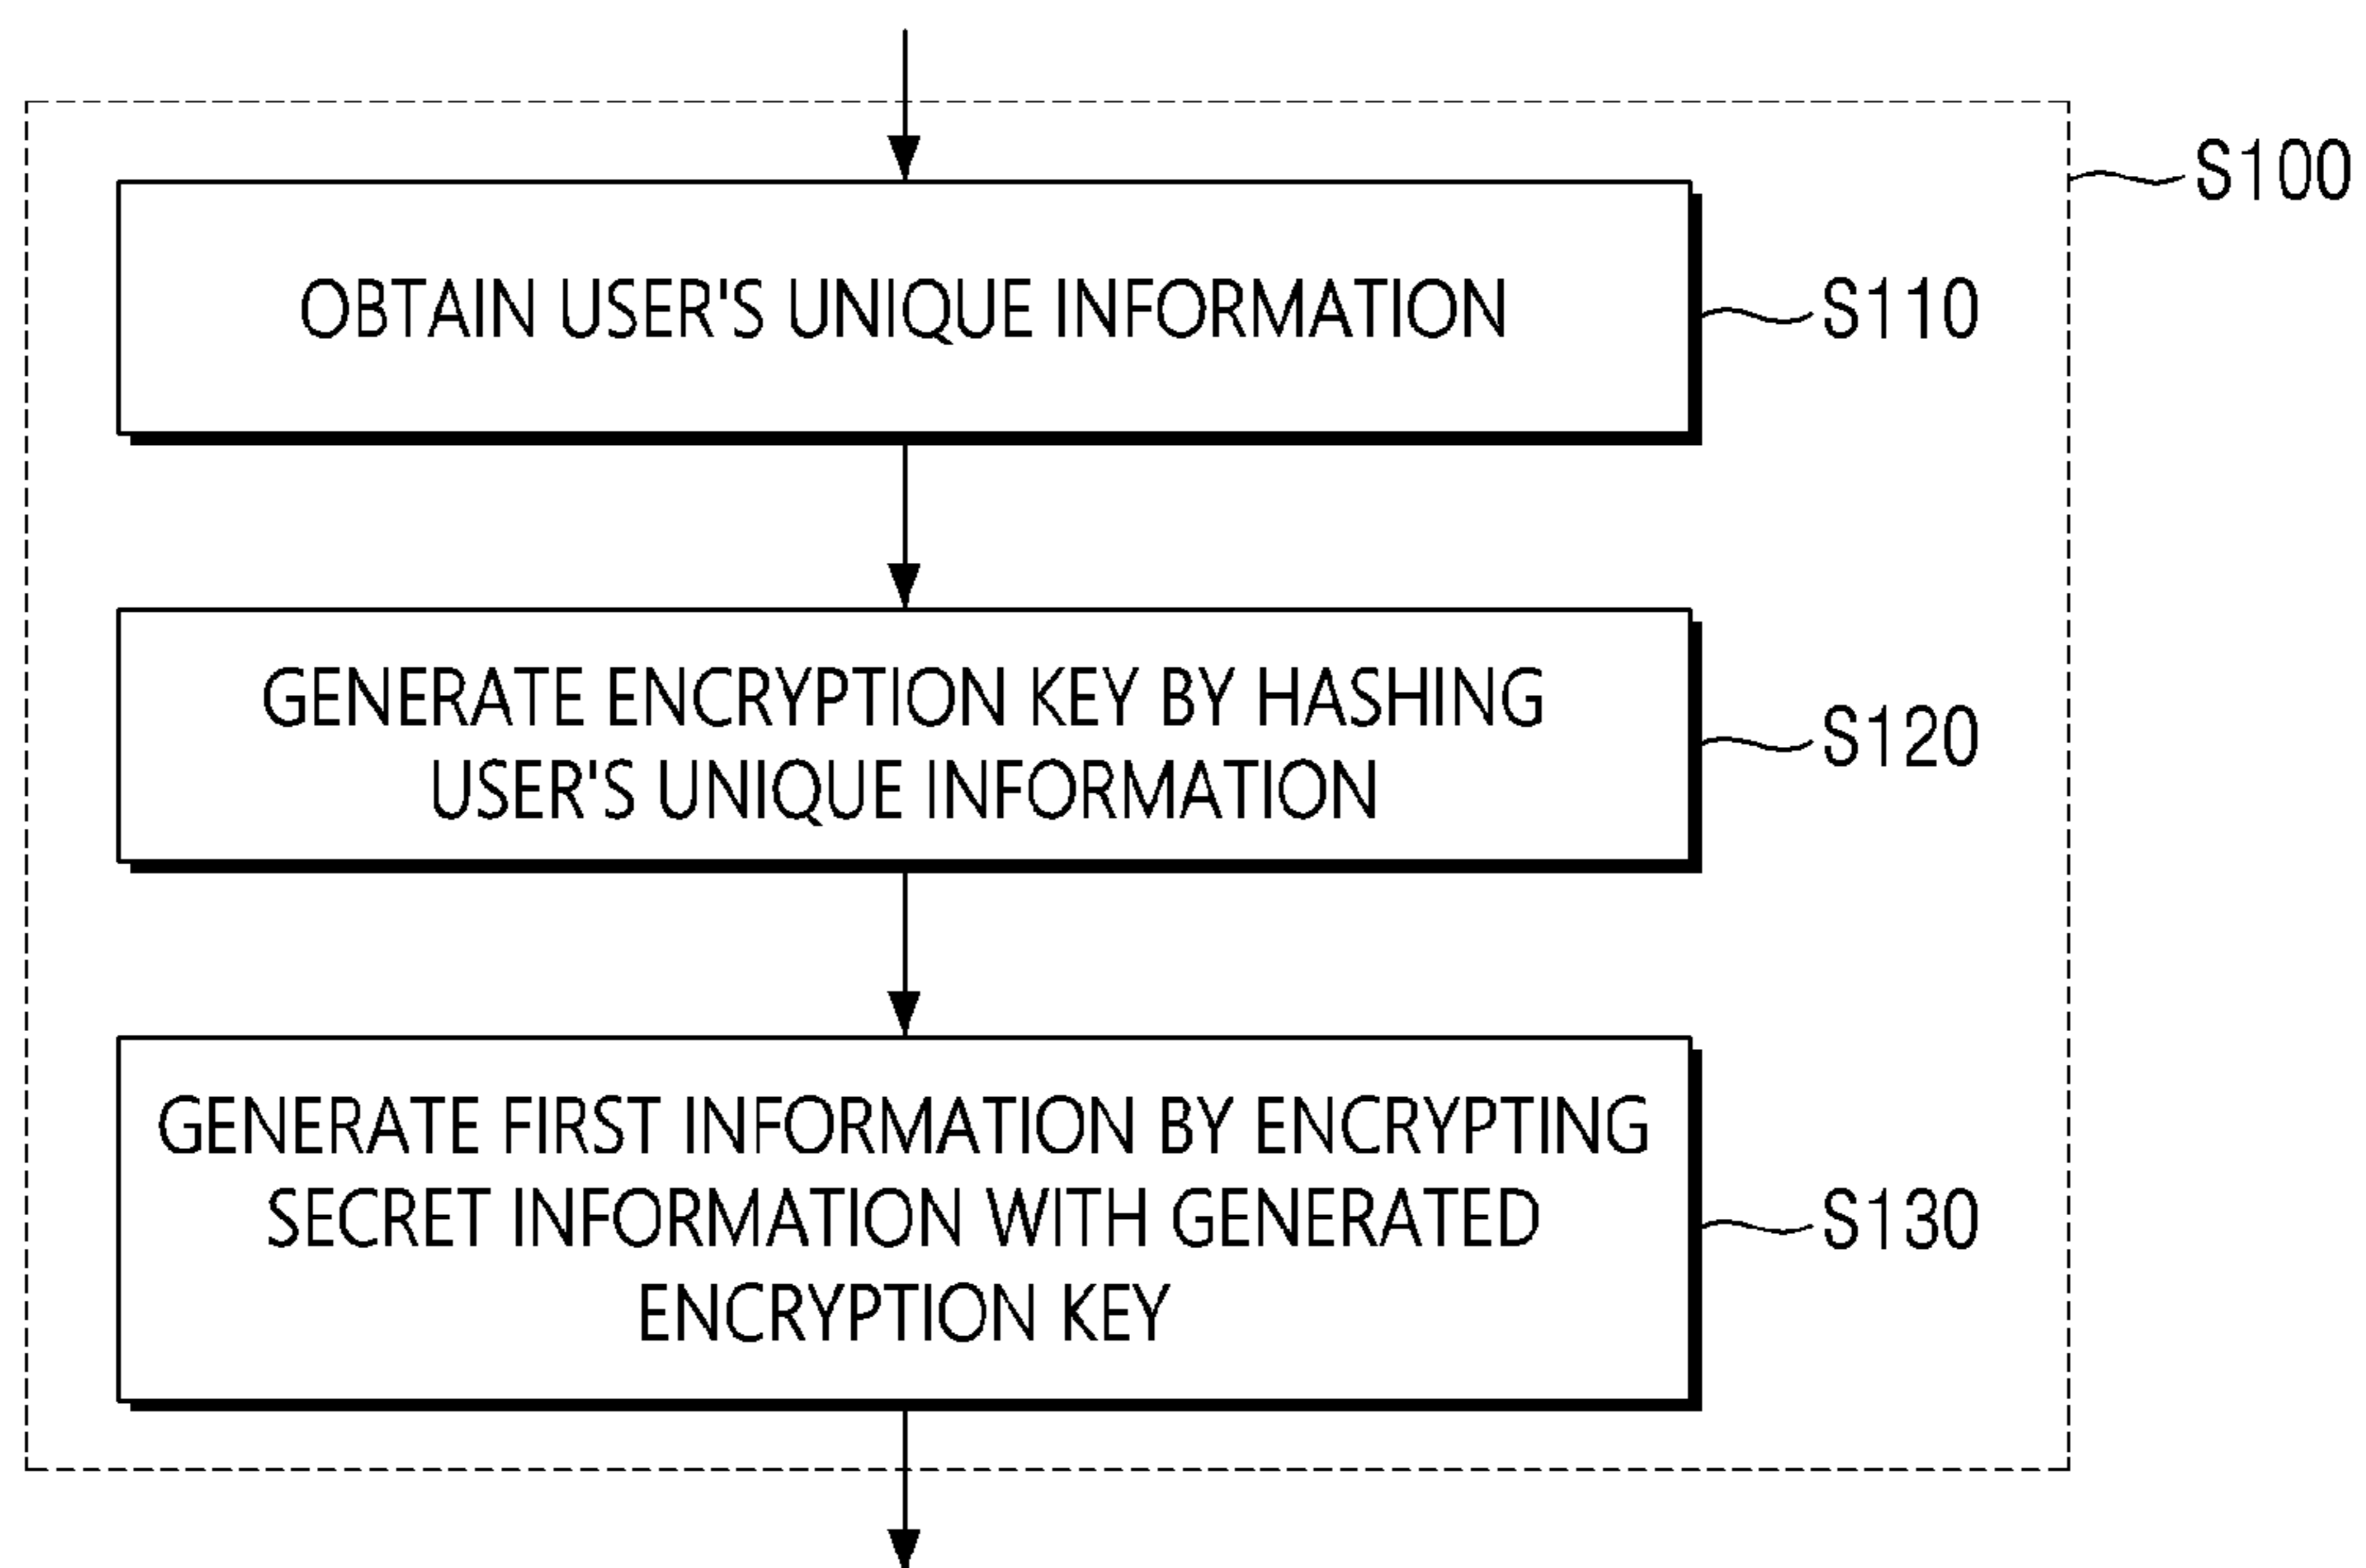 S100
OBTAIN USER'S UNIQUE INFORMATION
S110
GENERATE ENCRYPTION KEY BY HASHING
USER'S UNIQUE INFORMATION
S120
GENERATE FIRST INFORMATION BY ENCRYPTING
SECRET INFORMATION WITH GENERATED
ENCRYPTION KEY
S130